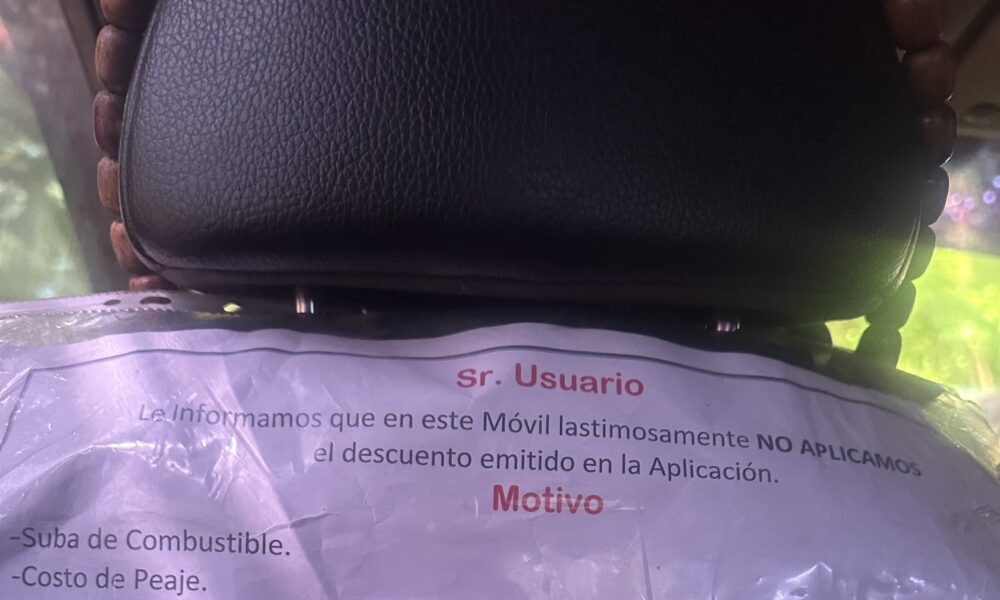 sr. Usuario
Le Informamos que en este Móvil lastimosamente NO APLICAMOS
el descuento emitido en la Aplicación.
Motivo
-Suba de Combustible.
-Costo de Peaje.